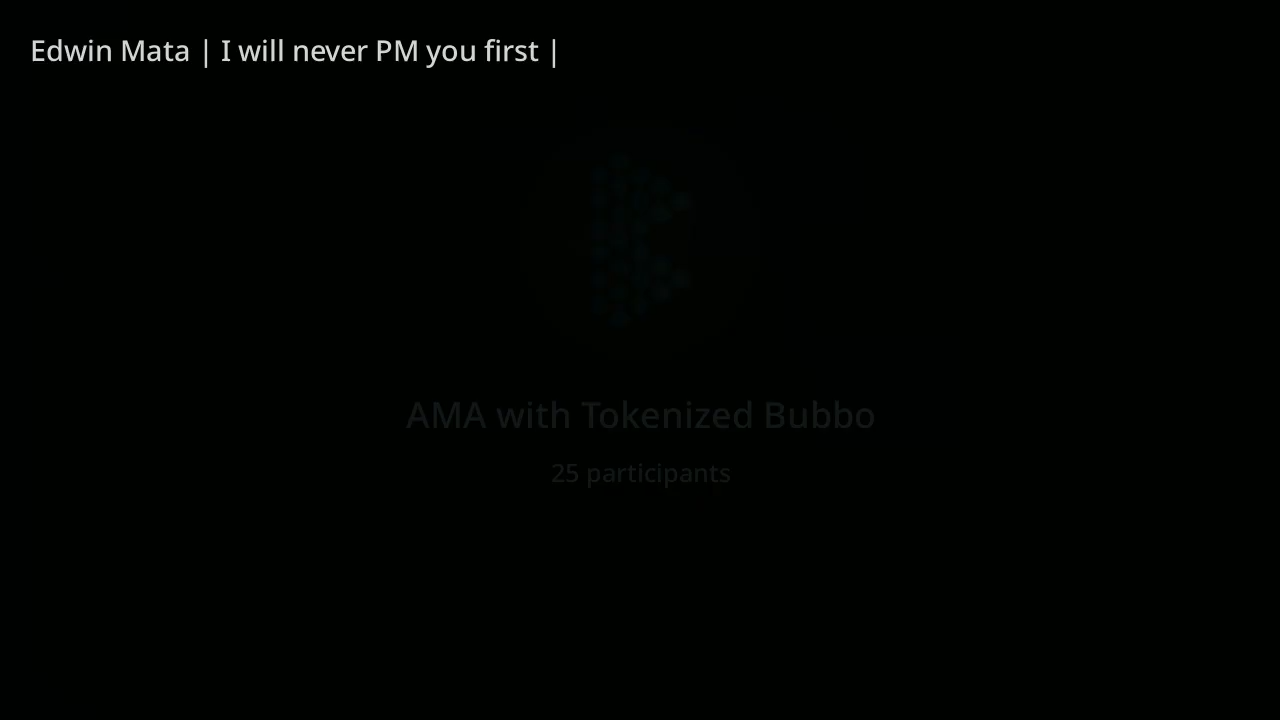 Edwin Mata | I will never PM you first |
AMA with Tokenized Bubbo
25 participants